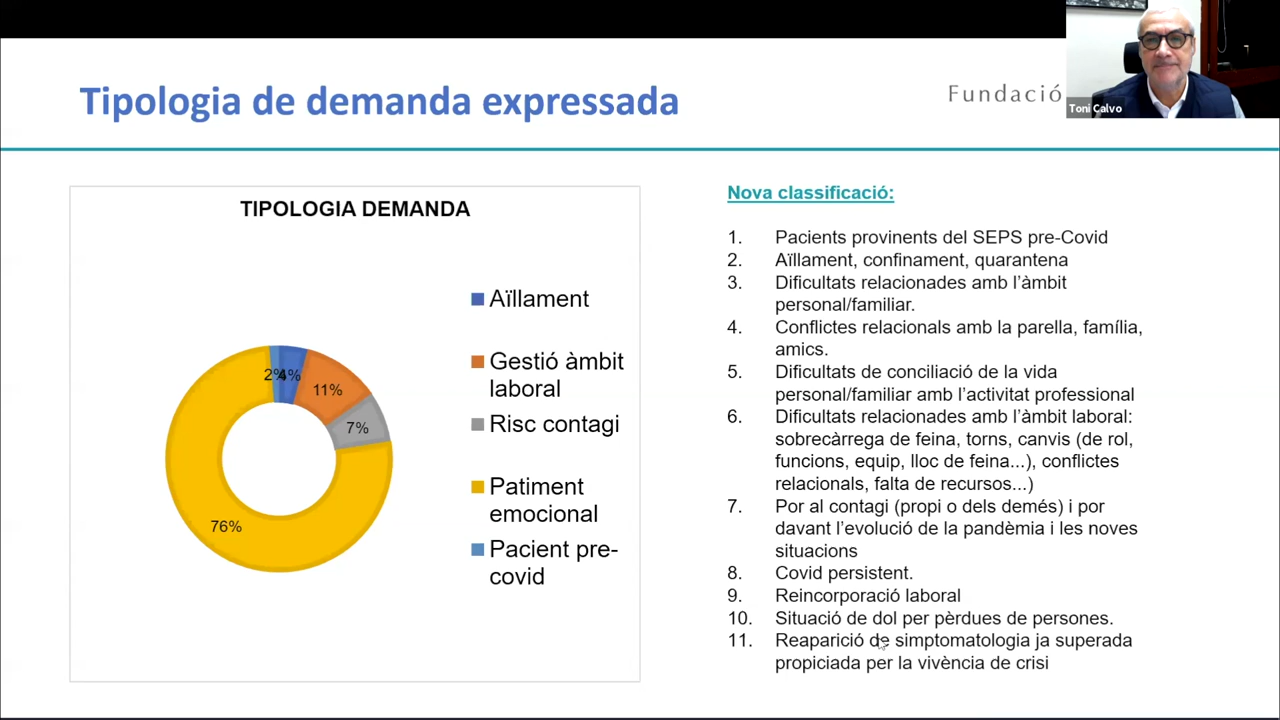 Tipologia de demanda expressada
Fundació
Toni Calvo
TIPOLOGIA DEMANDA
Aïllament
Gestió àmbit
laboral
Risc contagi
Patiment
emocional
Pacient pre-
covid
2%
4%
11%
7%
76%
Nova classificació:
1. Pacients provinents del SEPS pre-Covid
2. Aïllament, confinament, quarantena
3. Dificultats relacionades amb l’àmbit
personal/familiar.
4. Conflictes relacionals amb la parella, família,
amics.
5. Dificultats de conciliació de la vida
personal/familiar amb l’activitat professional
6. Dificultats relacionades amb l’àmbit laboral:
sobrecàrrega de feina, torns, canvis (de rol,
funcions, equip, lloc de feina...), conflictes
relacionals, falta de recursos...)
7. Por al contagi (propi o dels demés) i por
davant l’evolució de la pandèmia i les noves
situacions
8. Covid persistent.
9. Reincorporació laboral
10. Situació de dol per pèrdues de persones.
11. Reaparició de simptomatologia ja superada
propiciada per la vivència de crisi